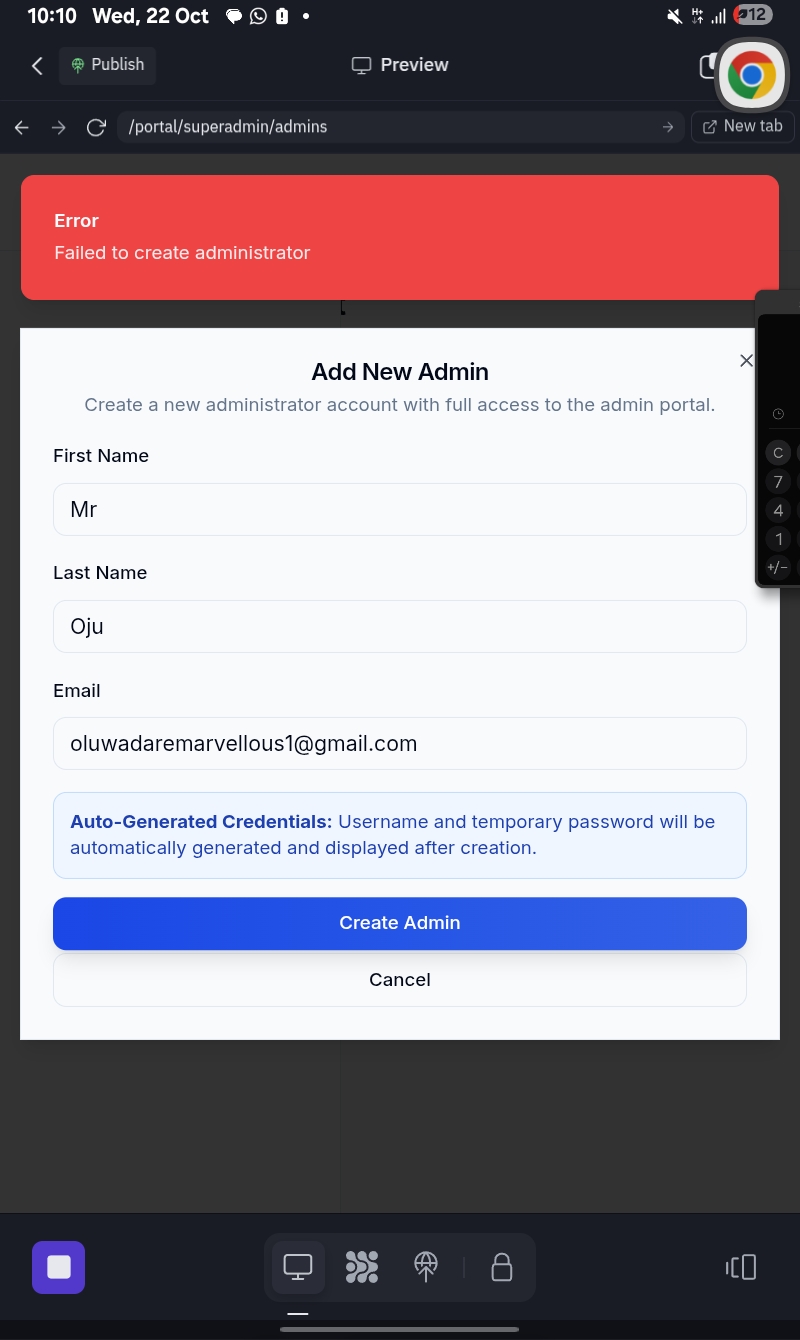 10:10 Wed, 22 Oct
12
Publish
Preview
/portal/superadmin/admins
New tab
Error
Failed to create administrator
Add New Admin
Create a new administrator account with full access to the admin portal.
First Name
Mr
Last Name
Oju
Email
oluwadaremarvellous1@gmail.com
Auto-Generated Credentials: Username and temporary password will be
automatically generated and displayed after creation.
Create Admin
Cancel
C
7
4
1
+/−